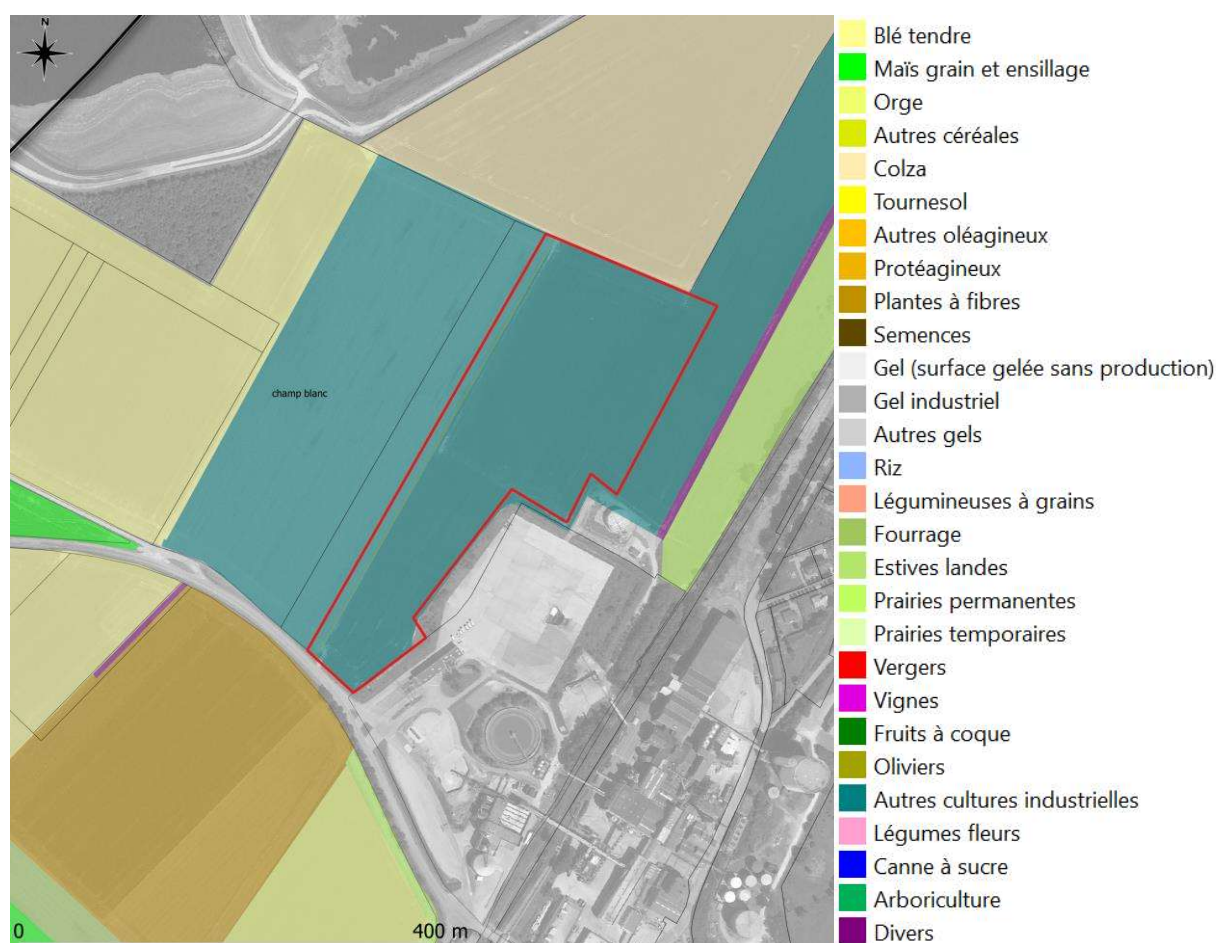 N
champ blanc
0
400 m
Blé tendre
Maïs grain et ensillage
Orge
Autres céréales
Colza
Tournesol
Autres oléagineux
Protéagineux
Plantes à fibres
Semences
Gel (surface gelée sans production)
Gel industriel
Autres gels
Riz
Légumineuses à grains
Fourrage
Estives landes
Prairies permanentes
Prairies temporaires
Vergers
Vignes
Fruits à coque
Oliviers
Autres cultures industrielles
Légumes fleurs
Canne à sucre
Arboriculture
Divers